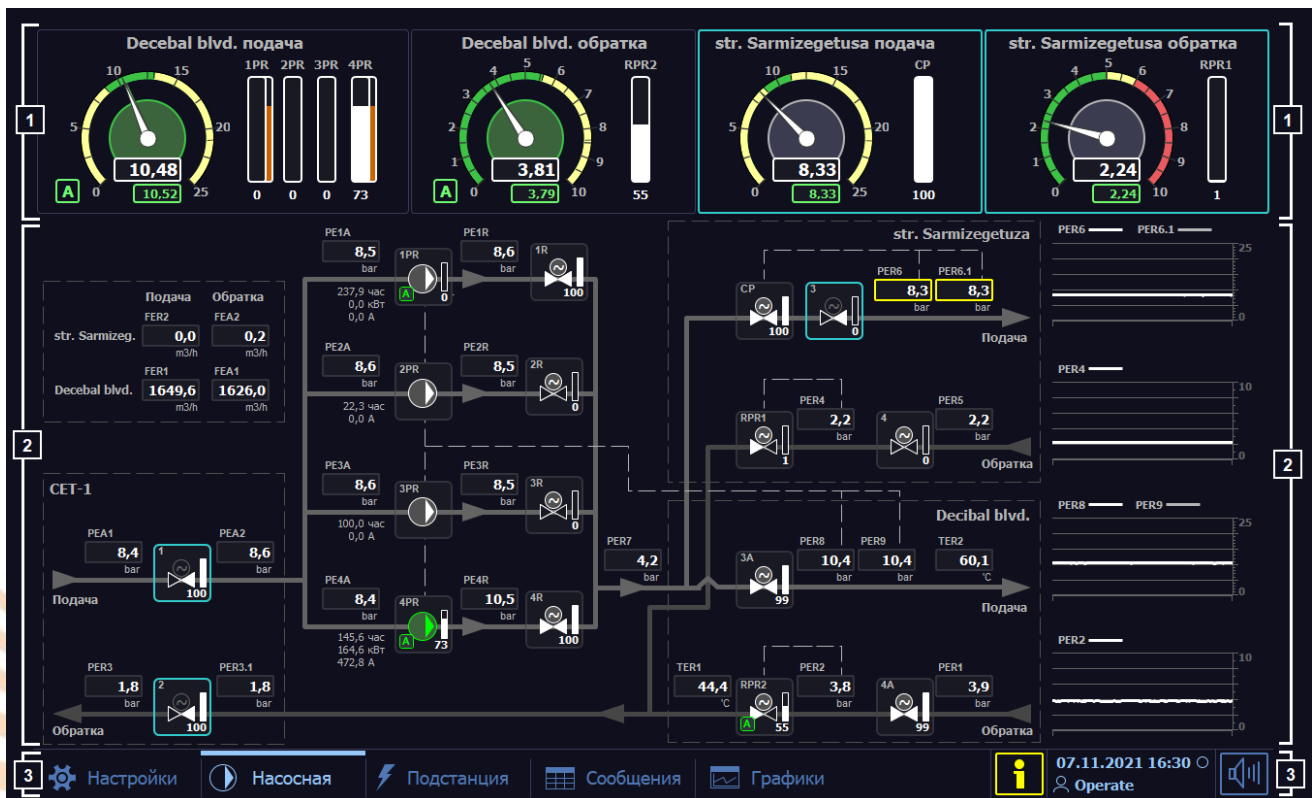 Decebal blvd. подача
1PR 2PR 3PR 4PR
0 5 10 15 20 25
10,48
A 10,52
0 0 0 73
Decebal blvd. обратка
RPR2
0 1 2 3 4 5 6 7 8 9 10
3,81
A 3,79
55
str. Sarmizegetusa подача
CP
0 5 10 15 20 25
8,33
8,33
100
str. Sarmizegetusa обратка
RPR1
0 1 2 3 4 5 6 7 8 9 10
2,24
2,24
1
1 1
2 2
Подача Обратка
FER2 FEA2
str. Sarmizeg. 0,0 0,2
m3/h m3/h
FER1 FEA1
Decebal blvd. 1649,6 1626,0
m3/h m3/h
CET-1
PEA1 1 PEA2
8,4 8,6
bar 100 bar
Подача
PER3 2 PER3.1
1,8 1,8
bar 100 bar
Обратка
PE1A 1PR PE1R 1R
8,5 8,6
bar A 0 bar 100
237,9 час
0,0 кВт
0,0 А
PE2A 2PR PE2R 2R
8,6 8,5
bar bar 0
22,3 час
0,0 А
PE3A 3PR PE3R 3R
8,6 8,5
bar bar 0
100,0 час
0,0 А
PE4A 4PR PE4R 4R
8,4 10,5
bar A 73 bar 100
145,6 час
164,6 кВт
472,8 А
PER7
4,2
bar
str. Sarmizegetuza
CP 3 PER6 PER6.1
8,3 8,3
100 0 bar bar
Подача
RPR1 PER4 4 PER5
2,2 2,2
1 bar 0 bar
Обратка
Decibal blvd.
3A PER8 PER9 TER2
10,4 10,4 60,1
99 bar bar °C
Подача
TER1 RPR2 PER2 4A PER1
44,4 3,8 3,9
°C A 55 bar 99 bar
Обратка
PER6 PER6.1
25
0
PER4
10
0
PER8 PER9
25
0
PER2
10
0
3 Настройки Насосная Подстанция Сообщения Графики i 07.11.2021 16:30 3
Operate